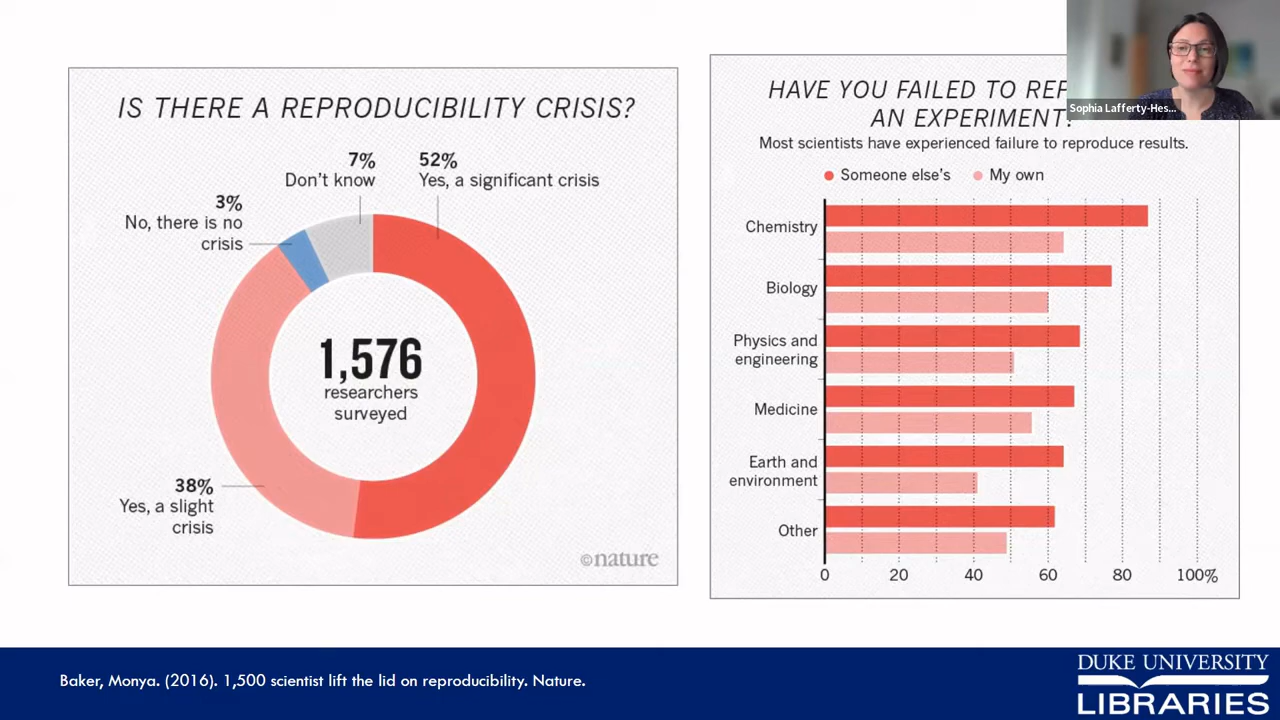 IS THERE A REPRODUCIBILITY CRISIS?
7%
Don't know
52%
Yes, a significant crisis
3%
No, there is no
crisis
1,576
researchers
surveyed
38%
Yes, a slight
crisis
©nature
HAVE YOU FAILED TO
AN EXPERIMENT?
Most scientists have experienced failure to reproduce results.
Someone else's
My own
Chemistry
Biology
Physics and
engineering
Medicine
Earth and
environment
Other
0 20 40 60 80 100%
Sophia Lafferty-Hes...
Baker, Monya. (2016). 1,500 scientist lift the lid on reproducibility. Nature.
DUKE UNIVERSITY
LIBRARIES